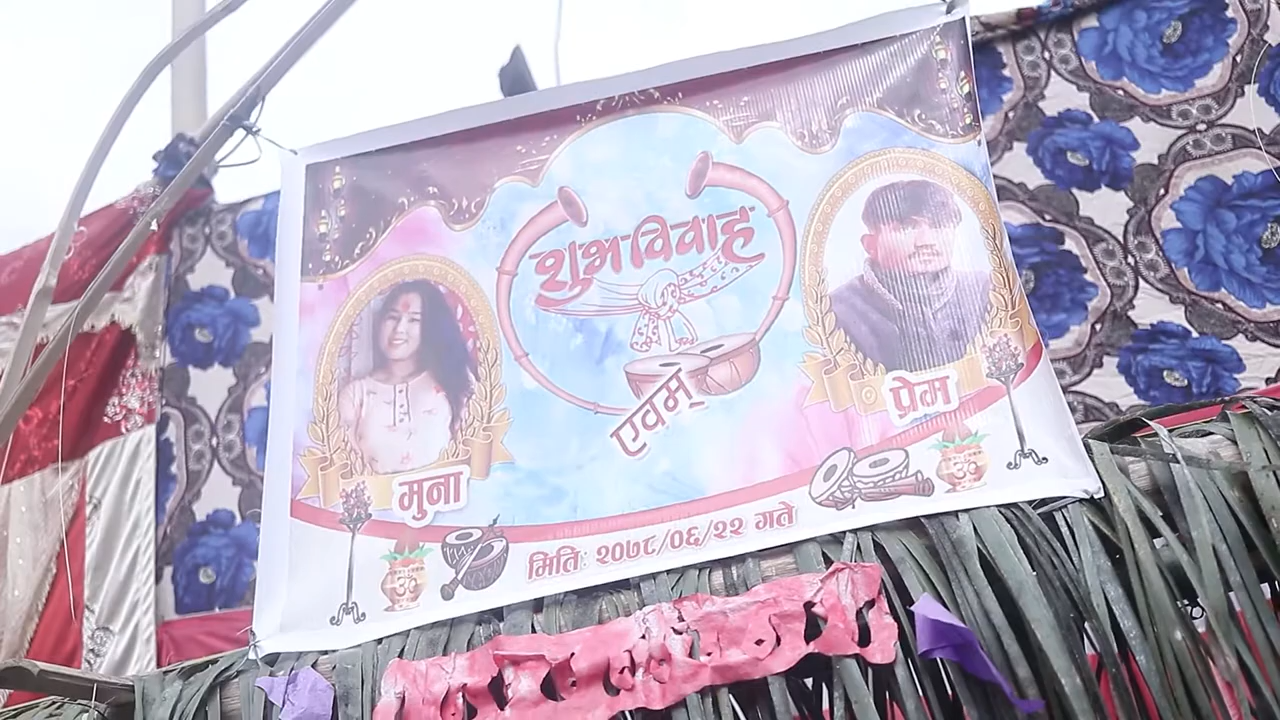 शुभ-विवाह
एवम्
मुना
प्रेम
मिति: २०७८/०६/२२ गते
ॐ
ॐ